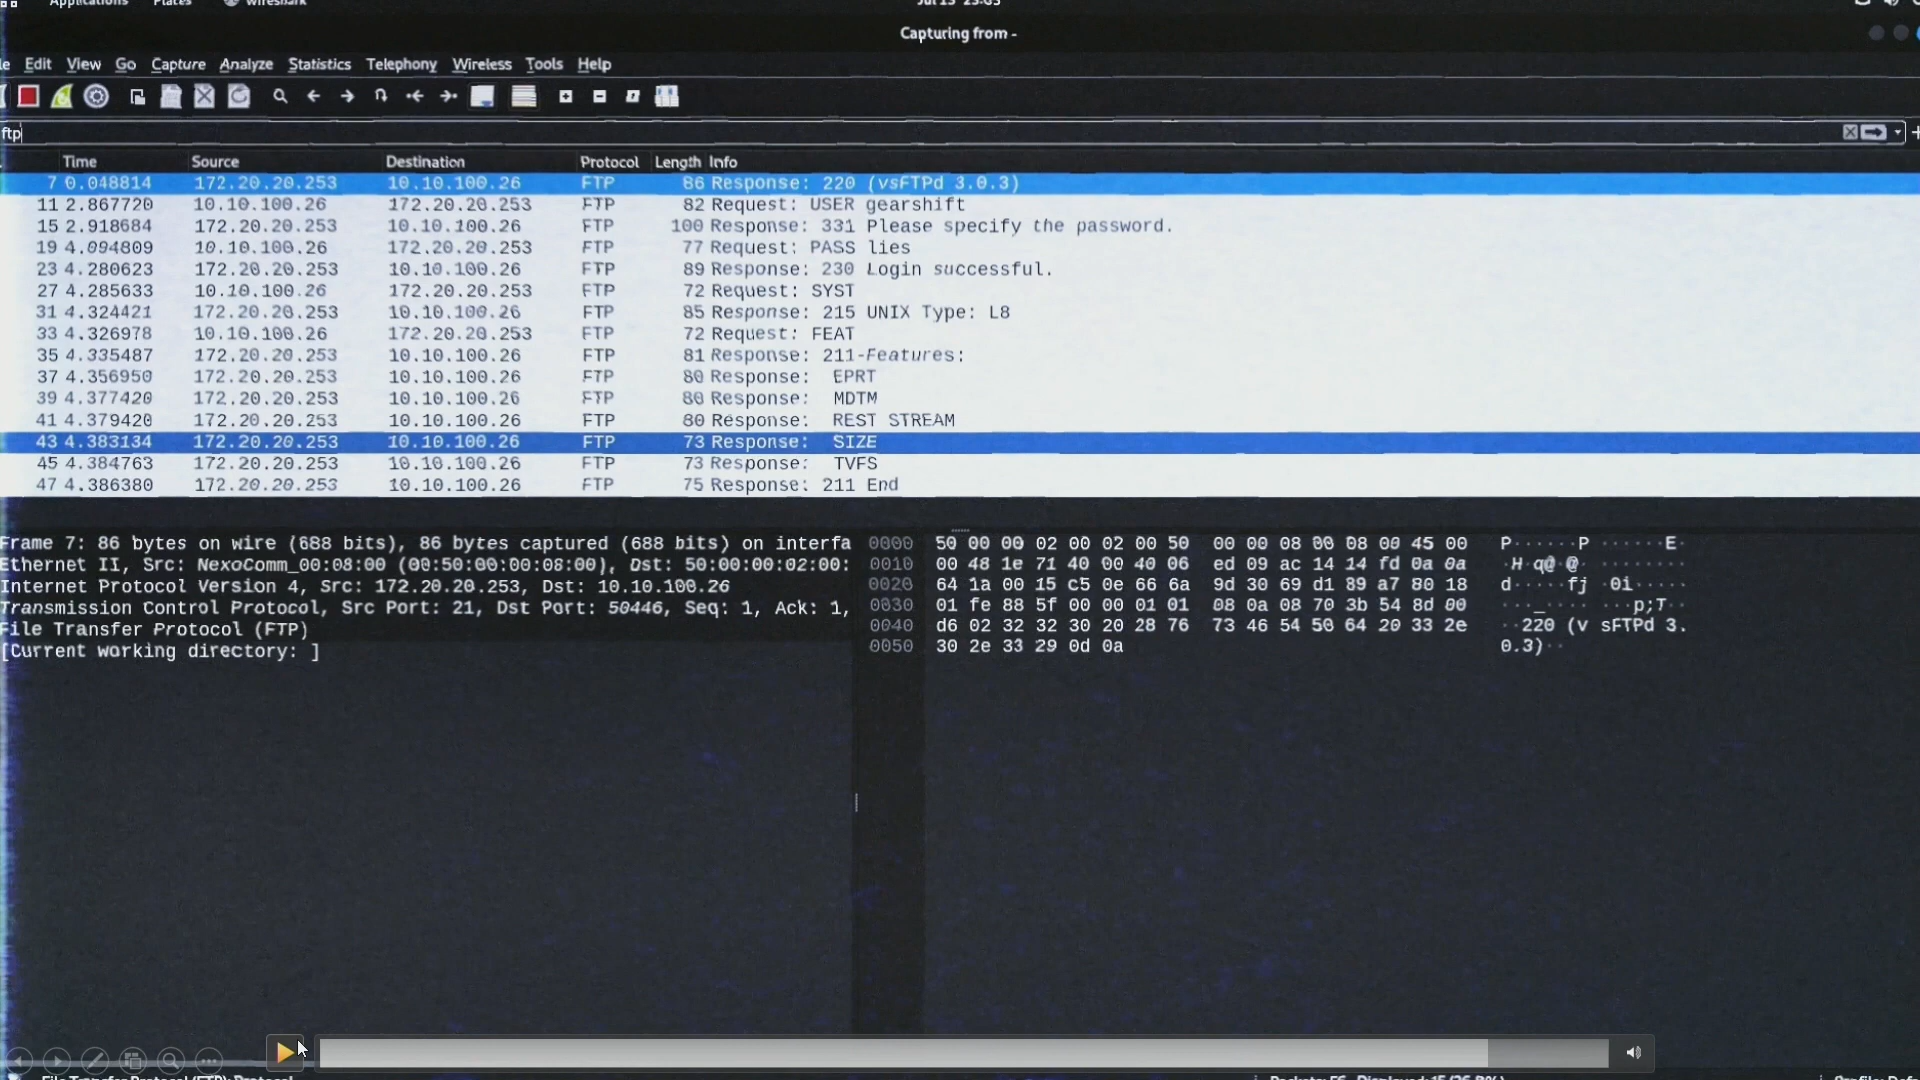 Applications Places Wireshark
Capturing from -
Edit View Go Capture Analyze Statistics Telephony Wireless Tools Help
ftp
Time Source Destination Protocol Length Info
7 0.048814 172.20.20.253 10.10.100.26 FTP 86 Response: 220 (vsFTPd 3.0.3)
11 2.867720 10.10.100.26 172.20.20.253 FTP 82 Request: USER gearshift
15 2.918684 172.20.20.253 10.10.100.26 FTP 100 Response: 331 Please specify the password.
19 4.094809 10.10.100.26 172.20.20.253 FTP 77 Request: PASS lies
23 4.280623 172.20.20.253 10.10.100.26 FTP 89 Response: 230 Login successful.
27 4.285633 10.10.100.26 172.20.20.253 FTP 72 Request: SYST
31 4.324421 172.20.20.253 10.10.100.26 FTP 85 Response: 215 UNIX Type: L8
33 4.326978 10.10.100.26 172.20.20.253 FTP 72 Request: FEAT
35 4.335487 172.20.20.253 10.10.100.26 FTP 81 Response: 211-Features:
37 4.356950 172.20.20.253 10.10.100.26 FTP 80 Response: EPRT
39 4.377420 172.20.20.253 10.10.100.26 FTP 80 Response: MDTM
41 4.379420 172.20.20.253 10.10.100.26 FTP 80 Response: REST STREAM
43 4.383134 172.20.20.253 10.10.100.26 FTP 73 Response: SIZE
45 4.384763 172.20.20.253 10.10.100.26 FTP 73 Response: TVFS
47 4.386380 172.20.20.253 10.10.100.26 FTP 75 Response: 211 End
Frame 7: 86 bytes on wire (688 bits), 86 bytes captured (688 bits) on interfa
Ethernet II, Src: NexoComm_00:08:00 (00:50:00:00:08:00), Dst: 50:00:00:02:00:
Internet Protocol Version 4, Src: 172.20.20.253, Dst: 10.10.100.26
Transmission Control Protocol, Src Port: 21, Dst Port: 50446, Seq: 1, Ack: 1,
File Transfer Protocol (FTP)
[Current working directory: ]
0000 50 00 00 02 00 02 00 50 00 00 08 00 08 00 45 00 P······P ······E·
0010 00 48 1e 71 40 00 40 06 ed 09 ac 14 14 fd 0a 0a ·H·q@·@· ········
0020 64 1a 00 15 c5 0e 66 6a 9d 30 69 d1 89 a7 80 18 d·····fj ·0i·····
0030 01 fe 88 5f 00 00 01 01 08 0a 08 70 3b 54 8d 00 ···_···· ···p;T··
0040 d6 02 32 32 30 20 28 76 73 46 54 50 64 20 33 2e ··220 (v sFTPd 3.
0050 30 2e 33 29 0d 0a 0.3)··